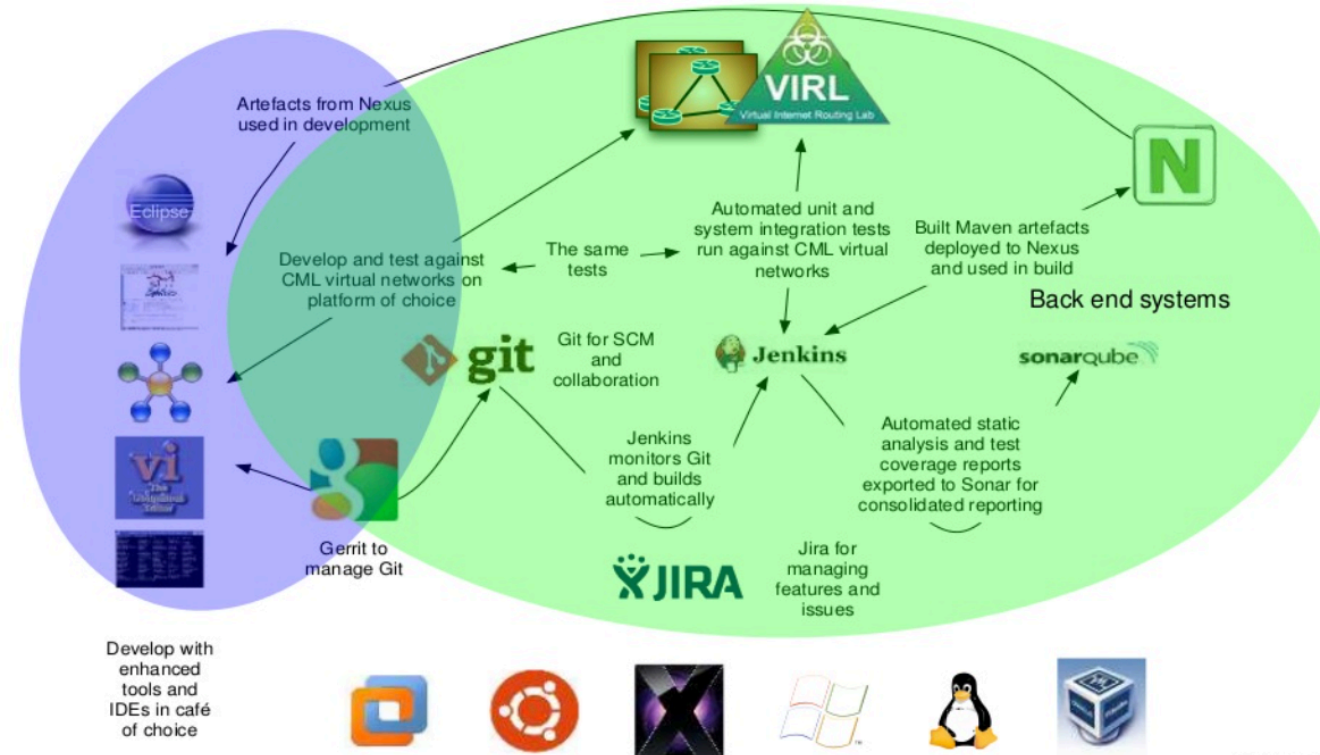 VIRL
Virtual Internet Routing Lab
Artefacts from Nexus
used in development
N
Eclipse
Automated unit and
system integration tests
run against CML virtual
networks
Built Maven artefacts
deployed to Nexus
and used in build
The same
tests
Develop and test against
CML virtual networks on
platform of choice
Back end systems
git
Git for SCM
and
collaboration
Jenkins
sonarqube
Jenkins
monitors Git
and builds
automatically
Automated static
analysis and test
coverage reports
exported to Sonar for
consolidated reporting
vi
The
Ubiquitous
Editor
g
Gerrit to
manage Git
JIRA
Jira for
managing
features and
issues
Develop with
enhanced
tools and
IDEs in café
of choice
X